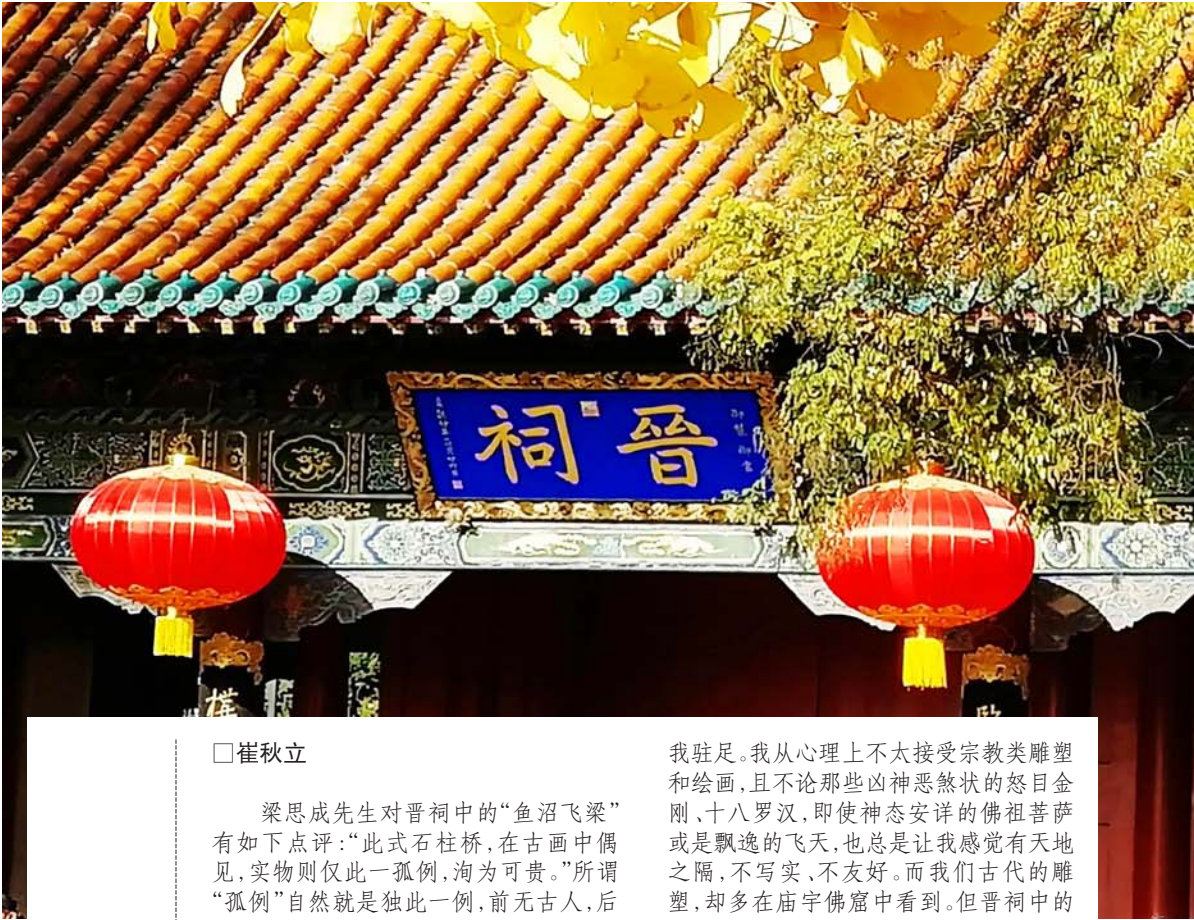 晉祠
□崔秋立
梁思成先生对晋祠中的“鱼沼飞梁”
有如下点评：“此式石柱桥，在古画中偶
见，实物则仅此一孤例，洵为可贵。”所谓
“孤例”自然就是独此一例，前无古人，后
我驻足。我从心理上不太接受宗教类雕塑
和绘画，且不论那些凶神恶煞状的怒目金
刚、十八罗汉，即使神态安详的佛祖菩萨
或是飘逸的飞天，也总是让我感觉有天地
之隔，不写实、不友好。而我们古代的雕
塑，却多在庙宇佛窟中看到。但晋祠中的